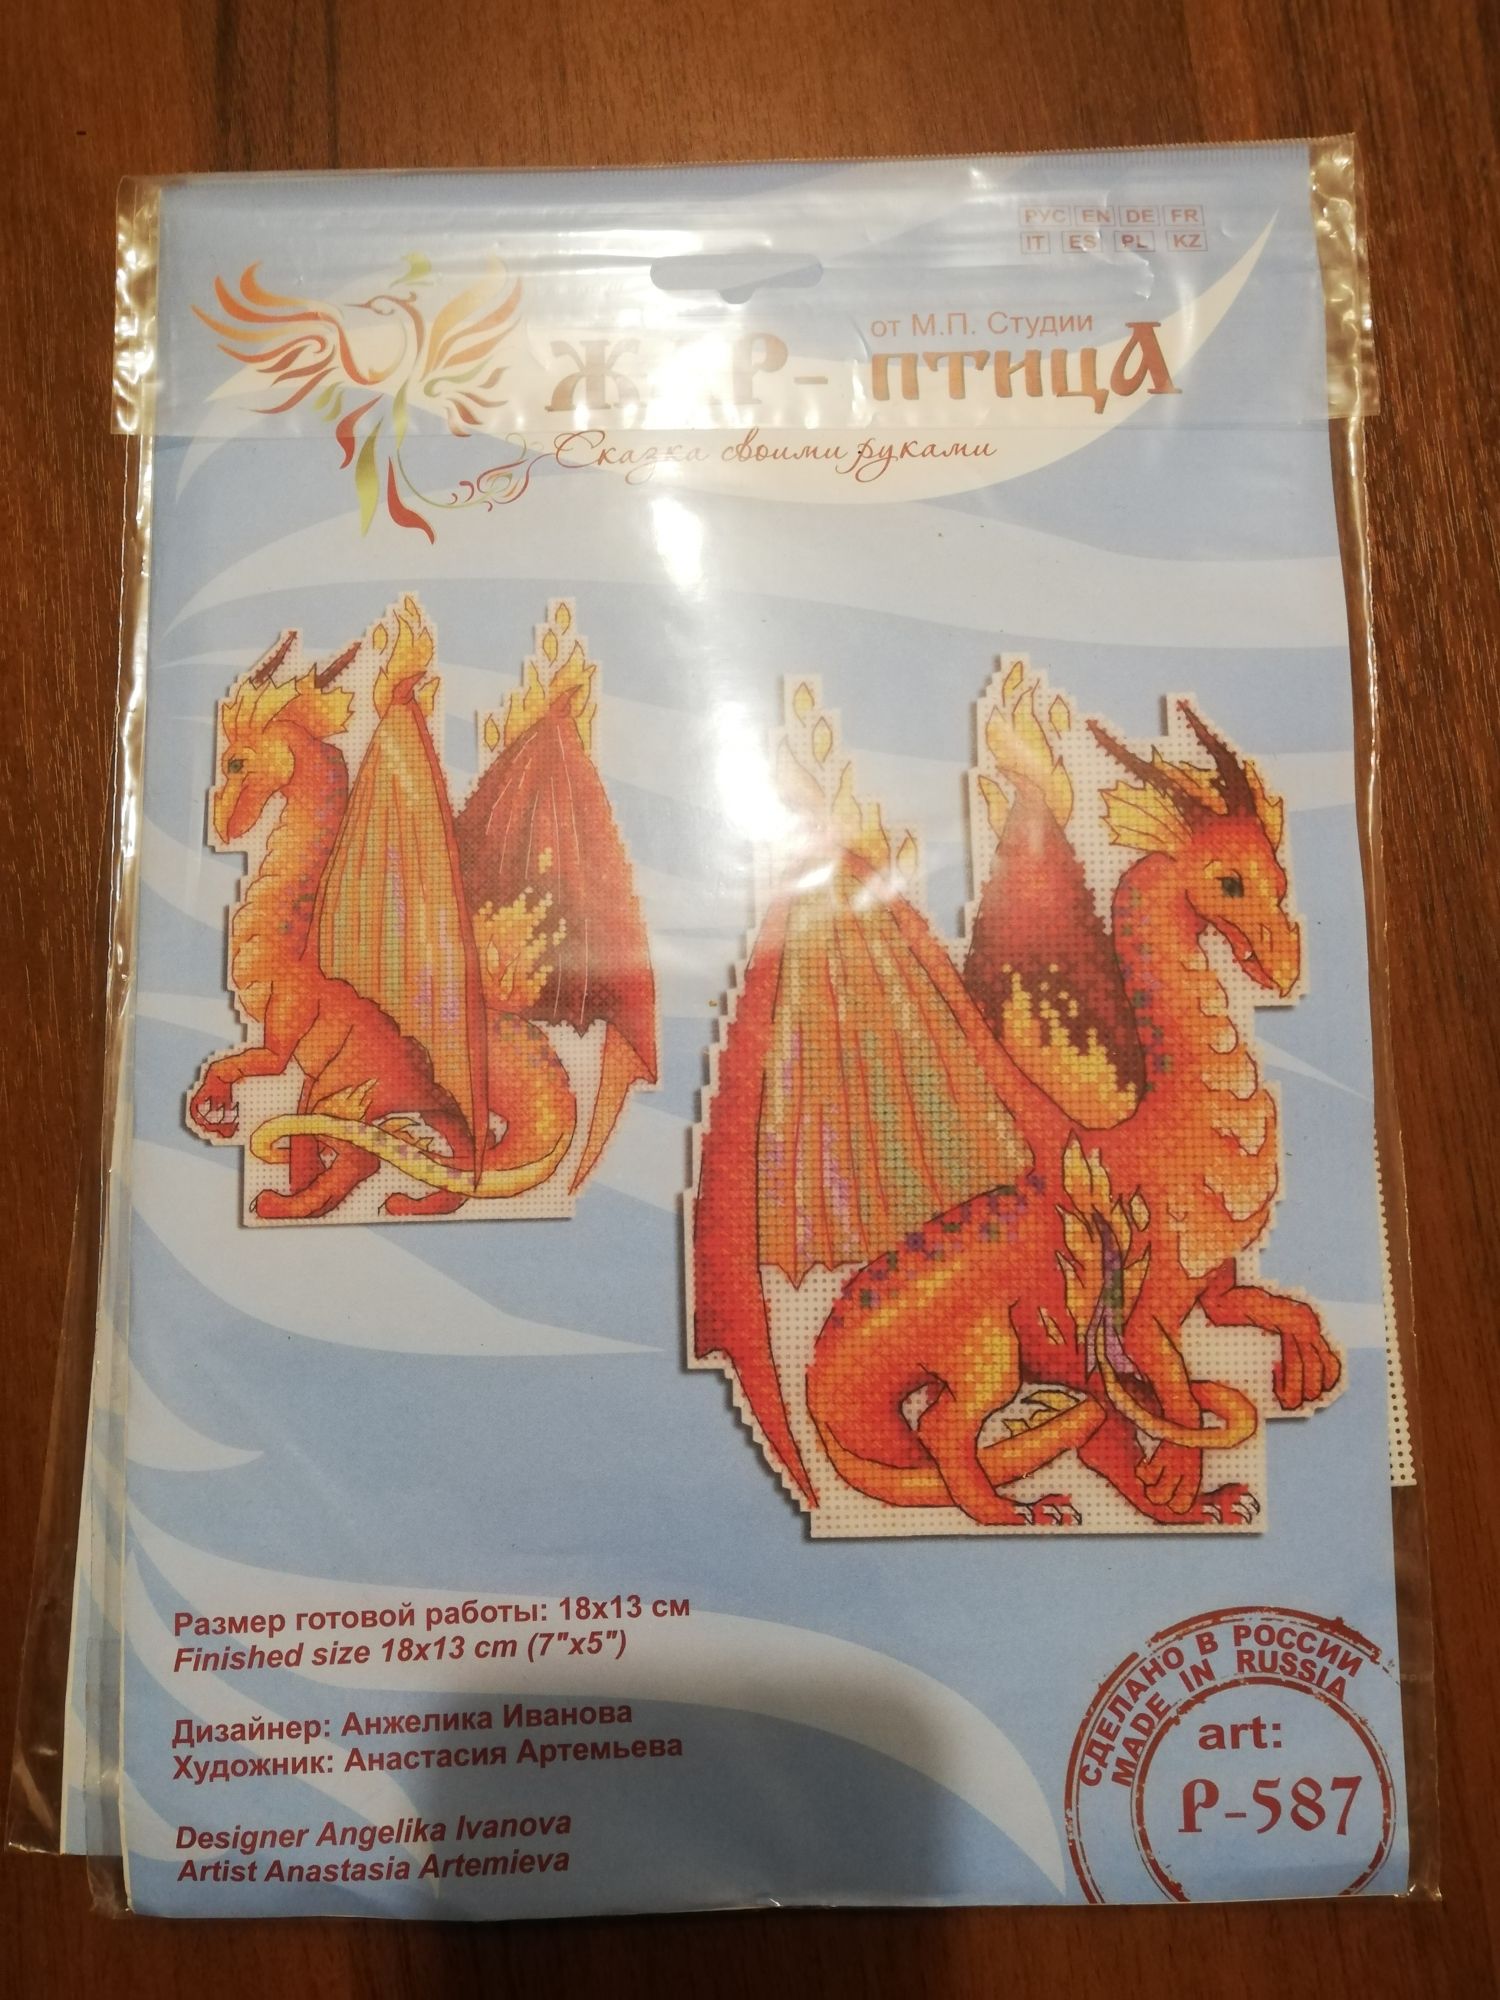 РУС EN DE FR
IT ES PL KZ
от М.П. Студии
ЖАР-ПТИЦА
Сказка своими руками
Размер готовой работы: 18х13 см
Finished size 18x13 cm (7"x5")
Дизайнер: Анжелика Иванова
Художник: Анастасия Артемьева
Designer Angelika Ivanova
Artist Anastasia Artemieva
СДЕЛАНО В РОССИИ
MADE IN RUSSIA
art:
Р-587